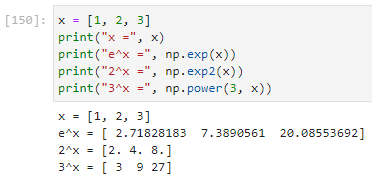 [150]: x = [1, 2, 3]
print("x =", x)
print("e^x =", np.exp(x))
print("2^x =", np.exp2(x))
print("3^x =", np.power(3, x))
x = [1, 2, 3]
e^x = [ 2.71828183  7.3890561  20.08553692]
2^x = [2. 4. 8.]
3^x = [ 3  9 27]